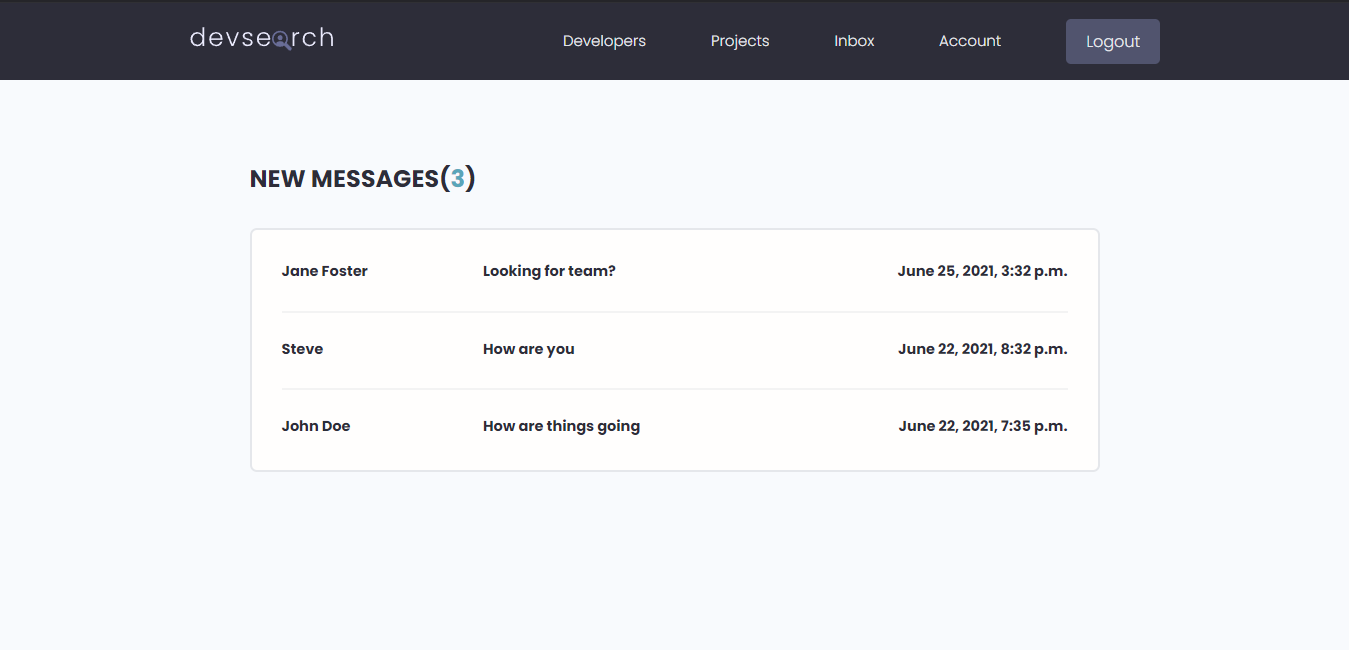 devsearch Developers Projects Inbox Account Logout
NEW MESSAGES(3)
Jane Foster Looking for team? June 25, 2021, 3:32 p.m.
Steve How are you June 22, 2021, 8:32 p.m.
John Doe How are things going June 22, 2021, 7:35 p.m.